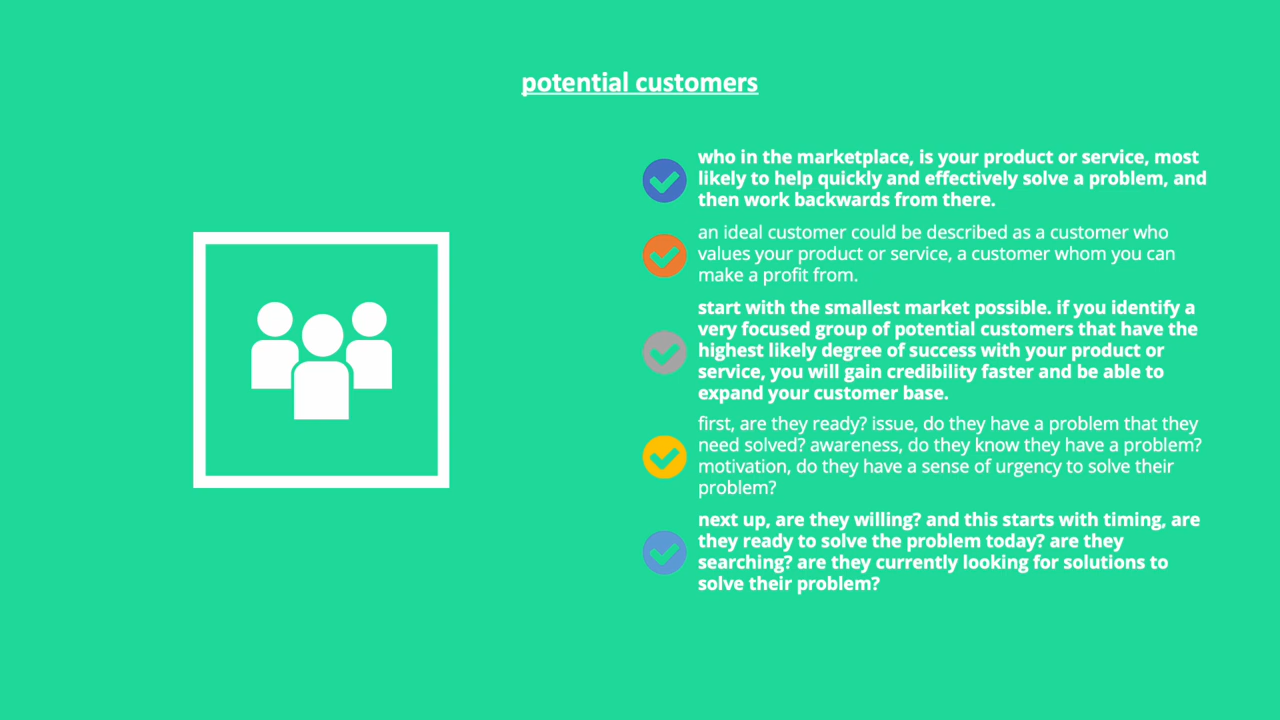 potential customers
who in the marketplace, is your product or service, most
likely to help quickly and effectively solve a problem, and
then work backwards from there.
an ideal customer could be described as a customer who
values your product or service, a customer whom you can
make a profit from.
start with the smallest market possible. if you identify a
very focused group of potential customers that have the
highest likely degree of success with your product or
service, you will gain credibility faster and be able to
expand your customer base.
first, are they ready? issue, do they have a problem that they
need solved? awareness, do they know they have a problem?
motivation, do they have a sense of urgency to solve their
problem?
next up, are they willing? and this starts with timing, are
they ready to solve the problem today? are they
searching? are they currently looking for solutions to
solve their problem?